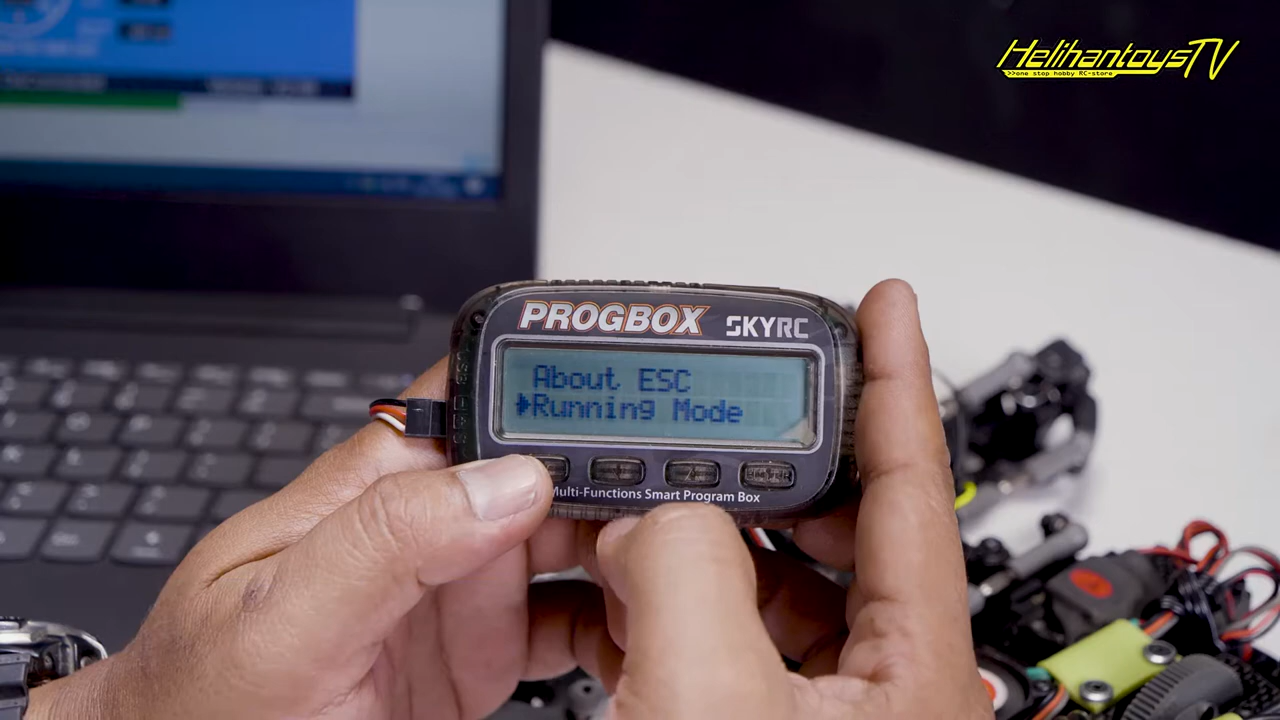 HelihantoysTV
>>one stop hobby RC-store
PROGBOX SKYRC
About ESC
Running Mode
Multi-Functions Smart Program Box